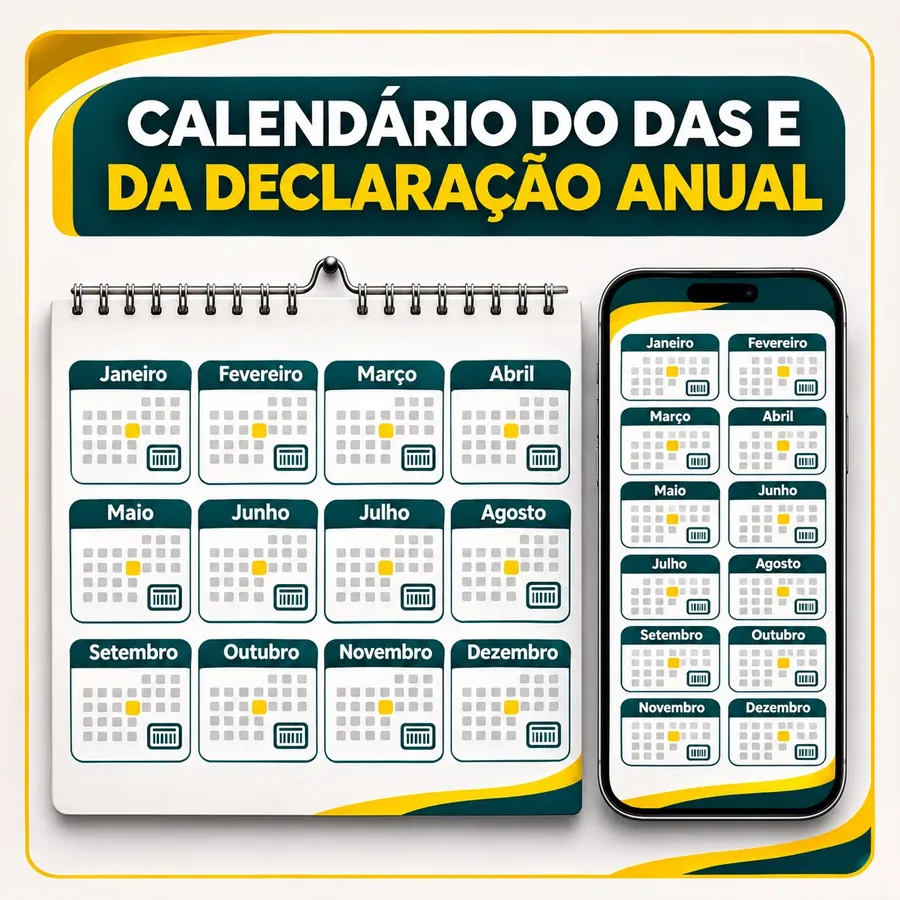 CALENDÁRIO DO DAS E
DA DECLARAÇÃO ANUAL
Janeiro Fevereiro Março Abril
Maio Junho Julho Agosto
Setembro Outubro Novembro Dezembro
Janeiro Fevereiro
Março Abril
Maio Junho
Julho Agosto
Setembro Outubro
Novembro Dezembro